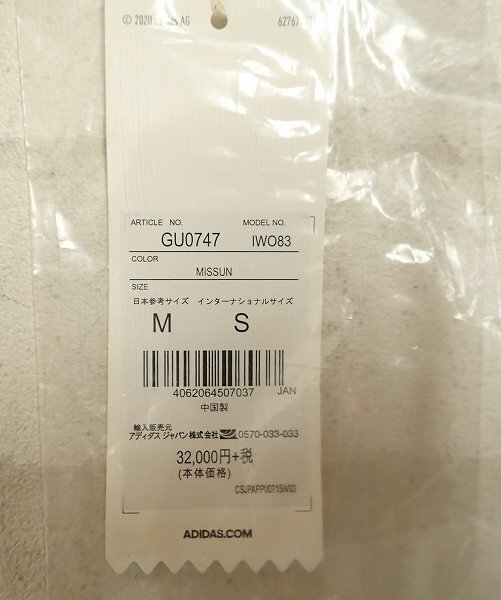 © 2020 AG
ARTICLE NO. MODEL NO.
GU0747 IWO83
COLOR
MISSUN
SIZE
日本参考サイズ インターナショナルサイズ
M S
4062064507037 JAN
中国製
輸入販売元
アディダス ジャパン株式会社 0570-033-033
32,000円+税
(本体価格)
ADIDAS.COM